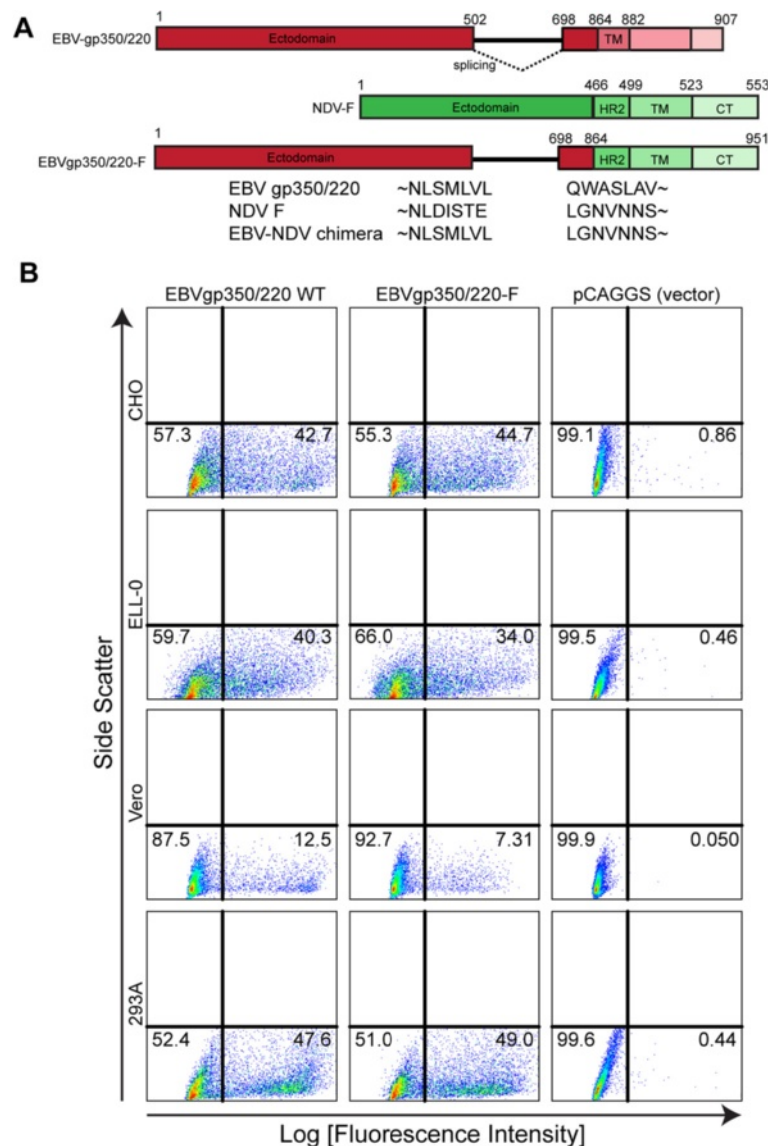 A
1 502 698 864 882 907
EBV-gp350/220 Ectodomain TM
splicing
1 466 499 523 553
NDV-F Ectodomain HR2 TM CT
1 698 864 951
EBVgp350/220-F Ectodomain HR2 TM CT
EBV gp350/220 ~NLSMLVL QWASLAV~
NDV F ~NLDISTE LGNVNNS~
EBV-NDV chimera ~NLSMLVL LGNVNNS~
B
EBVgp350/220 WT EBVgp350/220-F pCAGGS (vector)
CHO
57.3 42.7 55.3 44.7 99.1 0.86
ELL-0
59.7 40.3 66.0 34.0 99.5 0.46
Side Scatter
Vero
87.5 12.5 92.7 7.31 99.9 0.050
293A
52.4 47.6 51.0 49.0 99.6 0.44
Log [Fluorescence Intensity]